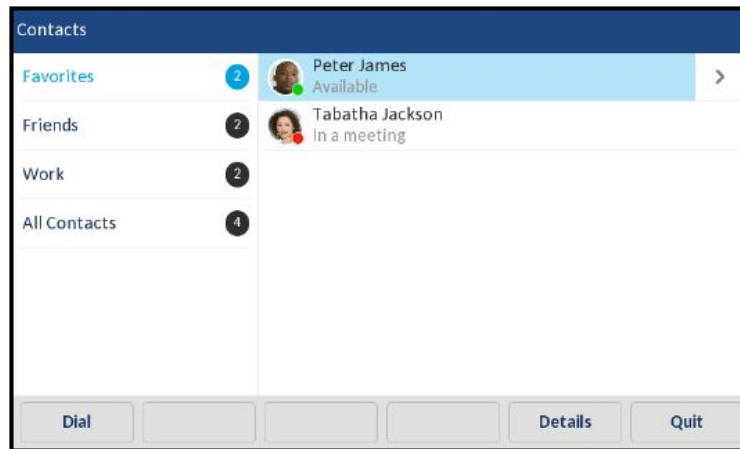 Contacts
Favorites 2
Friends 2
Work 2
All Contacts 4
Peter James
Available
Tabatha Jackson
In a meeting
Dial Details Quit